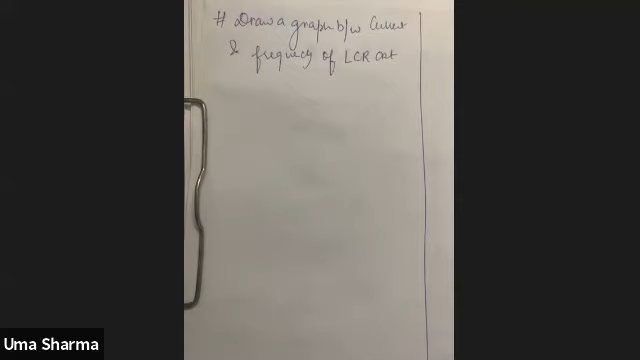 # Draw a graph b/w Current
& frequency of LCR ckt
Uma Sharma